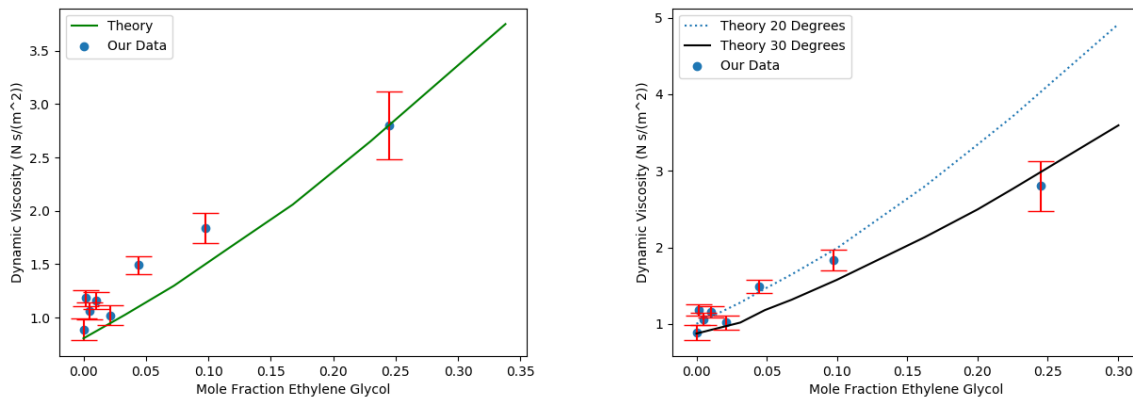 Theory
Our Data
3.5
3.0
2.5
2.0
1.5
1.0
Dynamic Viscosity (N s/(m^2))
0.00 0.05 0.10 0.15 0.20 0.25 0.30 0.35
Mole Fraction Ethylene Glycol
Theory 20 Degrees
Theory 30 Degrees
Our Data
5
4
3
2
1
Dynamic Viscosity (N s/(m^2))
0.00 0.05 0.10 0.15 0.20 0.25 0.30
Mole Fraction Ethylene Glycol